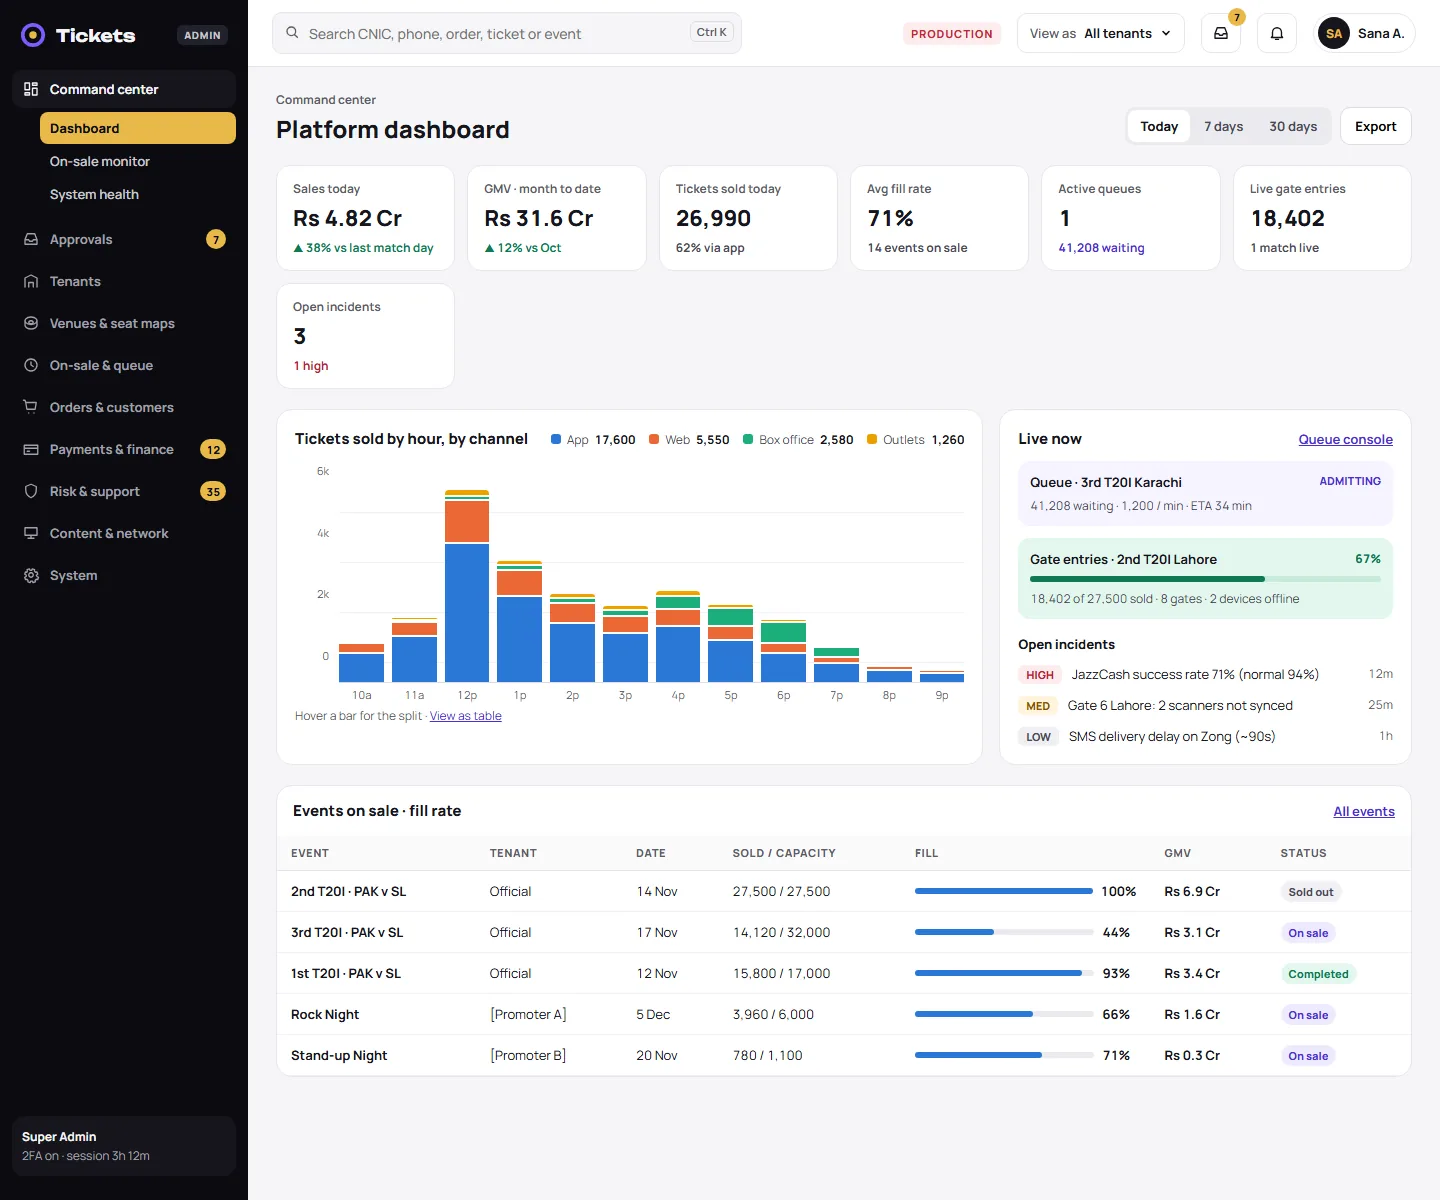 Tickets ADMIN
Search CNIC, phone, order, ticket or event Ctrl K
PRODUCTION
View as All tenants
7
SA Sana A.
Command center
Dashboard
On-sale monitor
System health
Approvals 7
Tenants
Venues & seat maps
On-sale & queue
Orders & customers
Payments & finance 12
Risk & support 35
Content & network
System
Super Admin
2FA on · session 3h 12m
Command center
Platform dashboard
Today 7 days 30 days Export
Sales today
Rs 4.82 Cr
▲ 38% vs last match day
GMV · month to date
Rs 31.6 Cr
▲ 12% vs Oct
Tickets sold today
26,990
62% via app
Avg fill rate
71%
14 events on sale
Active queues
1
41,208 waiting
Live gate entries
18,402
1 match live
Open incidents
3
1 high
Tickets sold by hour, by channel App 17,600 Web 5,550 Box office 2,580 Outlets 1,260
6k
4k
2k
0
10a 11a 12p 1p 2p 3p 4p 5p 6p 7p 8p 9p
Hover a bar for the split · View as table
Live now Queue console
Queue · 3rd T20I Karachi ADMITTING
41,208 waiting · 1,200 / min · ETA 34 min
Gate entries · 2nd T20I Lahore 67%
18,402 of 27,500 sold · 8 gates · 2 devices offline
Open incidents
HIGH JazzCash success rate 71% (normal 94%) 12m
MED Gate 6 Lahore: 2 scanners not synced 25m
LOW SMS delivery delay on Zong (~90s) 1h
Events on sale · fill rate All events
EVENT TENANT DATE SOLD / CAPACITY FILL GMV STATUS
2nd T20I · PAK v SL Official 14 Nov 27,500 / 27,500 100% Rs 6.9 Cr Sold out
3rd T20I · PAK v SL Official 17 Nov 14,120 / 32,000 44% Rs 3.1 Cr On sale
1st T20I · PAK v SL Official 12 Nov 15,800 / 17,000 93% Rs 3.4 Cr Completed
Rock Night [Promoter A] 5 Dec 3,960 / 6,000 66% Rs 1.6 Cr On sale
Stand-up Night [Promoter B] 20 Nov 780 / 1,100 71% Rs 0.3 Cr On sale